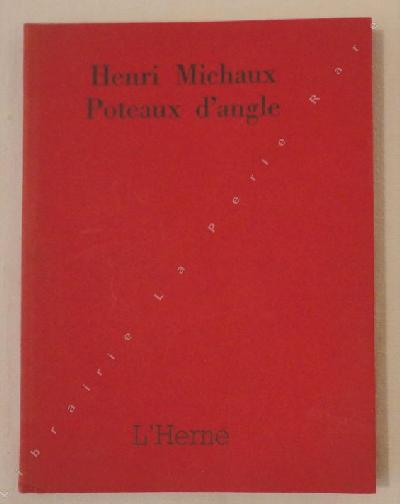 Henri Michaux
Poteaux d'angle
Librairie La Perle Rare
L'Herne